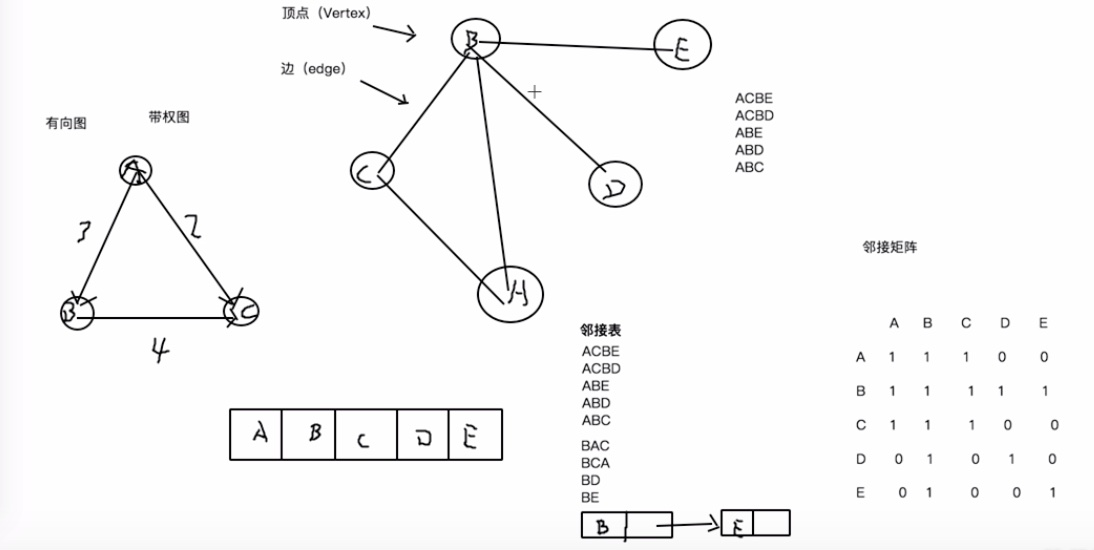 顶点（Vertex）
B
E
边（edge）
ACBE
ACBD
ABE
ABD
ABC
有向图
带权图
A
3
2
B
C
4
C
D
A
邻接矩阵
A B C D E
A 1 1 1 0 0
B 1 1 1 1 1
C 1 1 1 0 0
D 0 1 0 1 0
E 0 1 0 0 1
邻接表
ACBE
ACBD
ABE
ABD
ABC
BAC
BCA
BD
BE
A B C D E
B E